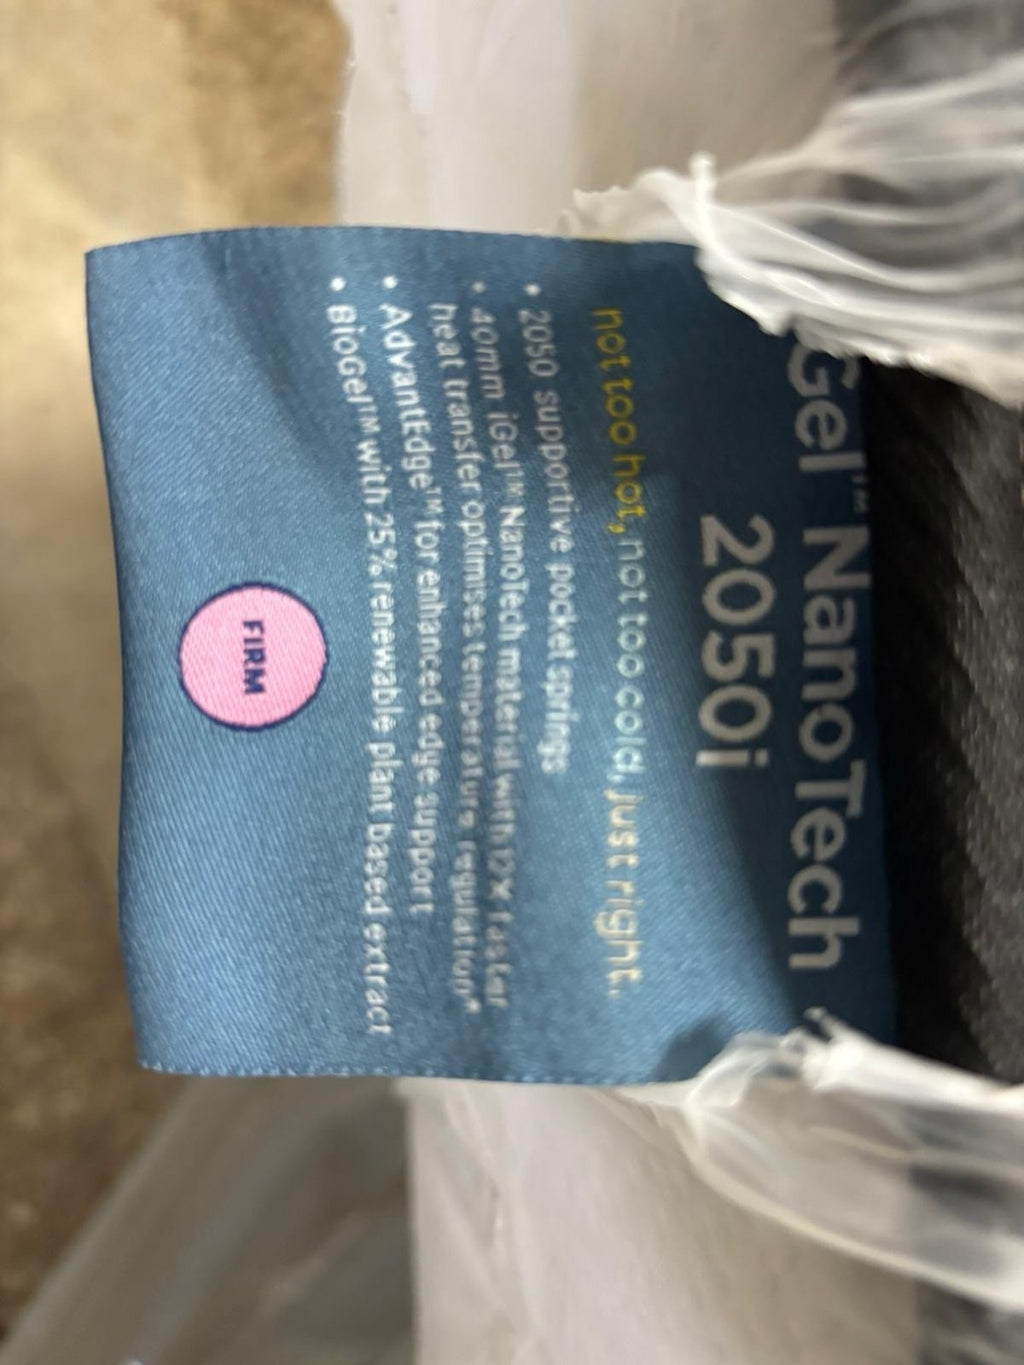 Gel™ NanoTech
2050i
not too hot, not too cold, just right.
• 2050 supportive pocket springs
• 40mm iGel™ NanoTech material with 12x faster
heat transfer optimises temperature regulation*
• AdvantEdge™ for enhanced edge support
• BioGel™ with 25% renewable plant based extract
FIRM